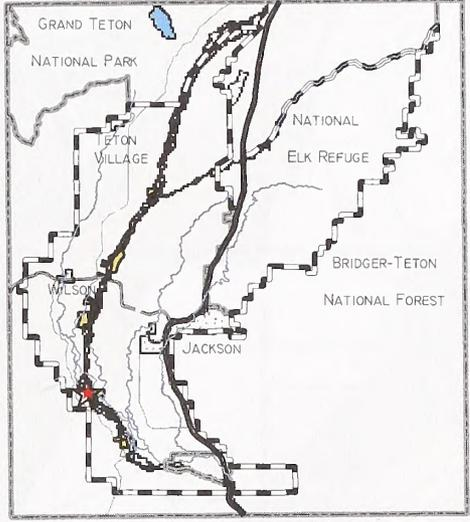 GRAND TETON
NATIONAL PARK
TETON
VILLAGE
NATIONAL
ELK REFUGE
BRIDGER-TETON
NATIONAL FOREST
WILSON
JACKSON